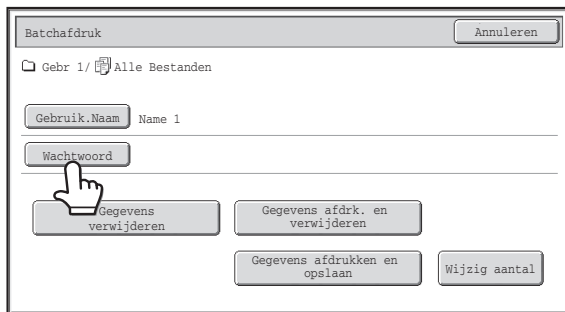 Batchafdruk
Annuleren
Gebr 1/ Alle Bestanden
Gebruik.Naam Name 1
Wachtwoord
Gegevens
verwijderen
Gegevens afdrk. en
verwijderen
Gegevens afdrukken en
opslaan
Wijzig aantal